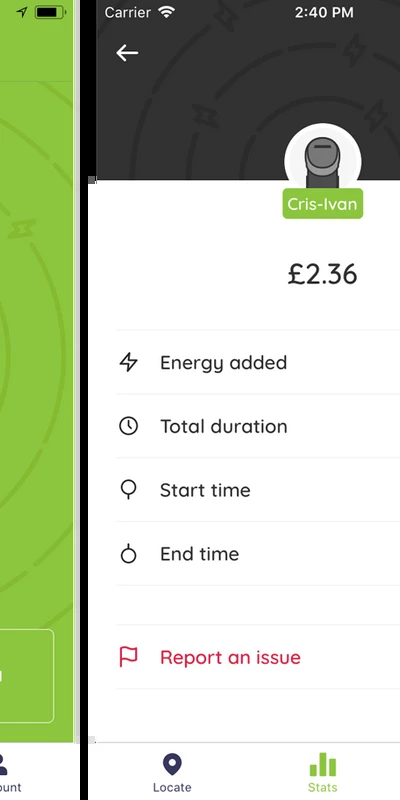 Carrier 2:40 PM
Cris-Ivan
£2.36
Energy added
Total duration
Start time
End time
Report an issue
ount
Locate
Stats